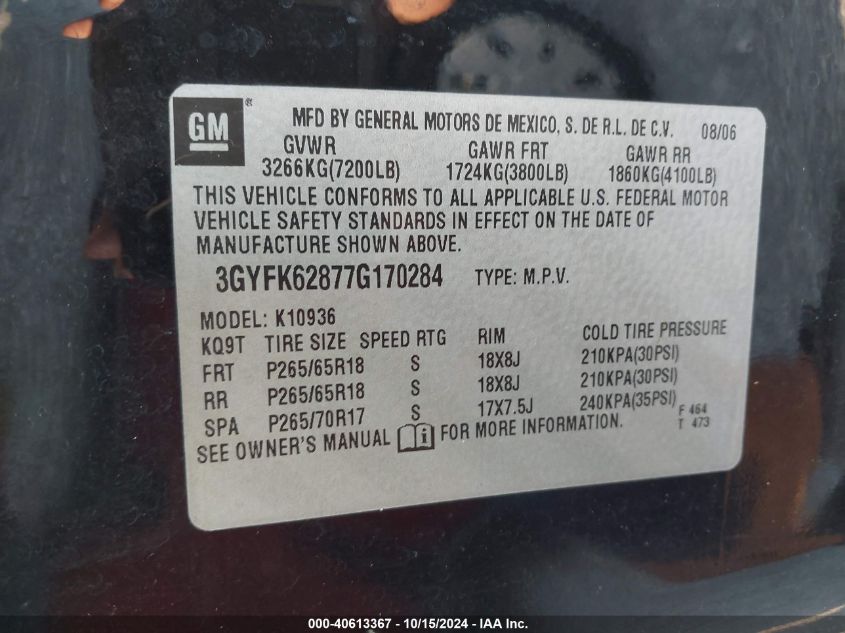 GM ® MFD BY GENERAL MOTORS DE MEXICO, S. DE R.L. DE C.V. 08/06
GVWR GAWR FRT GAWR RR
3266KG(7200LB) 1724KG(3800LB) 1860KG(4100LB)
THIS VEHICLE CONFORMS TO ALL APPLICABLE U.S. FEDERAL MOTOR
VEHICLE SAFETY STANDARDS IN EFFECT ON THE DATE OF
MANUFACTURE SHOWN ABOVE.
3GYFK62877G170284 TYPE: M.P.V.
MODEL: K10936
KQ9T TIRE SIZE SPEED RTG RIM COLD TIRE PRESSURE
FRT P265/65R18 S 18X8J 210KPA(30PSI)
RR P265/65R18 S 18X8J 210KPA(30PSI)
SPA P265/70R17 S 17X7.5J 240KPA(35PSI)
SEE OWNER'S MANUAL i FOR MORE INFORMATION.
F 464
T 473
000-40613367 - 10/15/2024 - IAA Inc.